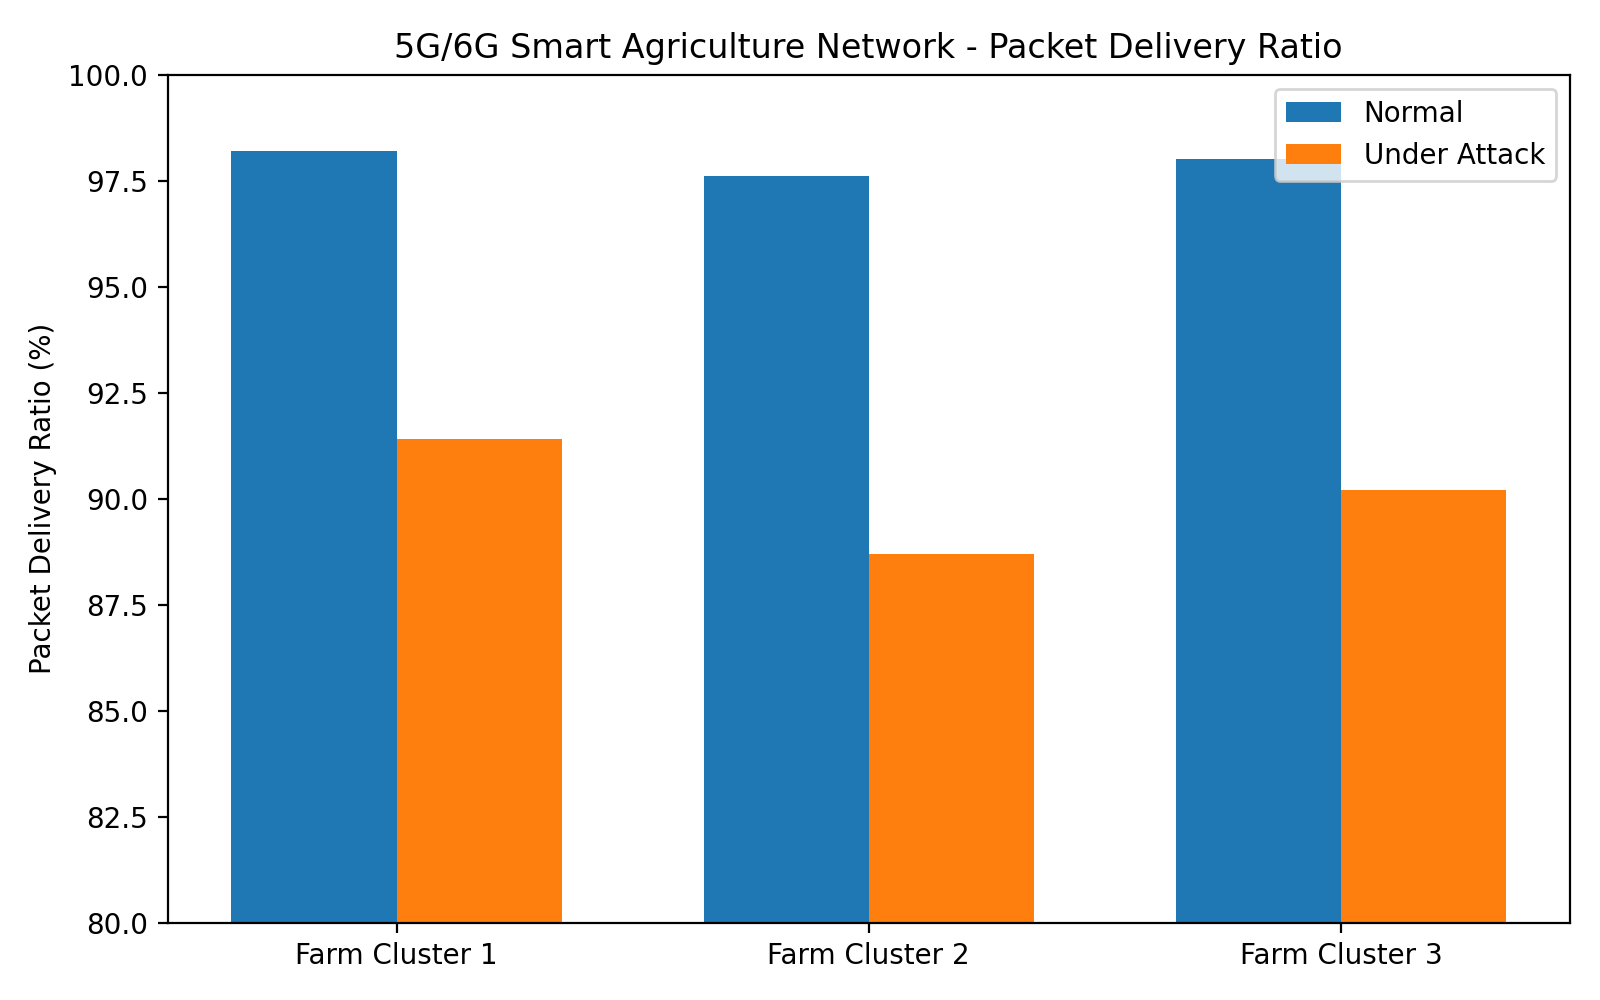 5G/6G Smart Agriculture Network - Packet Delivery Ratio
Normal
Under Attack
Packet Delivery Ratio (%)
100.0
97.5
95.0
92.5
90.0
87.5
85.0
82.5
80.0
Farm Cluster 1
Farm Cluster 2
Farm Cluster 3